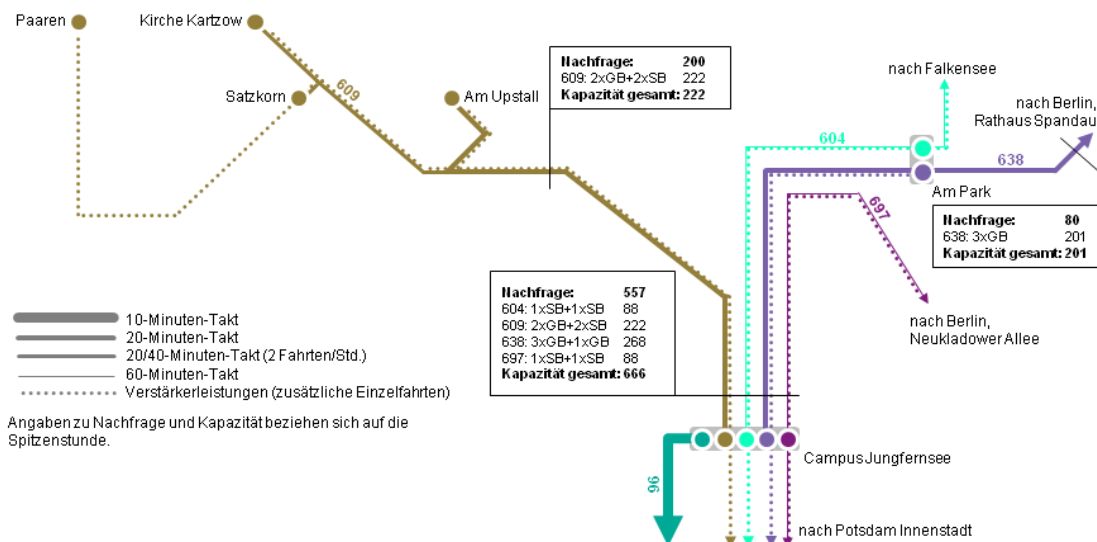 Paaren
Kirche Kartzow
609
Satzkorn
Am Upstall
Nachfrage: 200
609: 2xGB+2xSB 222
Kapazität gesamt: 222
nach Falkensee
nach Berlin,
Rathaus Spandau
604
638
Am Park
697
Nachfrage: 80
638: 3xGB 201
Kapazität gesamt: 201
nach Berlin,
Neukladower Allee
Nachfrage: 557
604: 1xSB+1xSB 88
609: 2xGB+2xSB 222
638: 3xGB+1xGB 268
697: 1xSB+1xSB 88
Kapazität gesamt: 666
10-Minuten-Takt
20-Minuten-Takt
20/40-Minuten-Takt (2 Fahrten/Std.)
60-Minuten-Takt
Verstärkerleistungen (zusätzliche Einzelfahrten)
Angaben zu Nachfrage und Kapazität beziehen sich auf die
Spitzenstunde.
Campus Jungfernsee
96
nach Potsdam Innenstadt